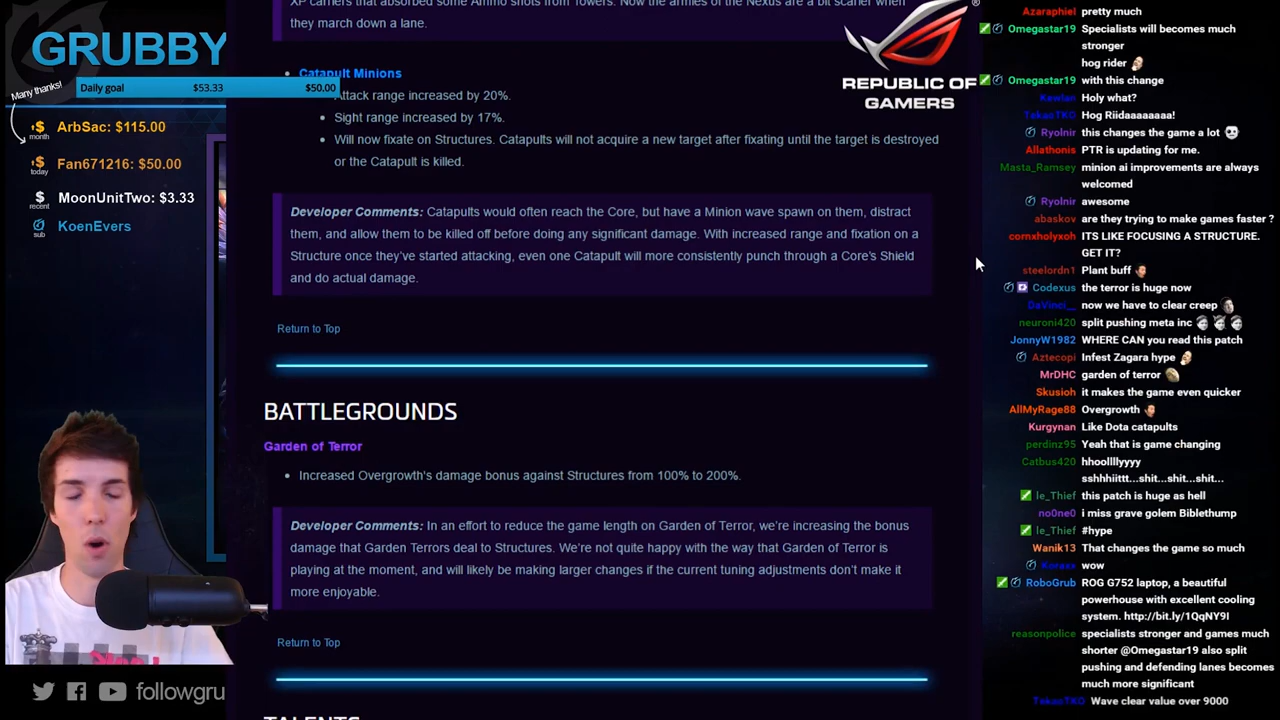 GRUBBY
Many thanks!
Daily goal $53.33 $50.00
month ArbSac: $115.00
today Fan671216: $50.00
recent MoonUnitTwo: $3.33
sub KoenEvers
XP carriers that absorbed some Ammo shots from Towers. Now the armies of the Nexus are a bit scarier when
they march down a lane.
Catapult Minions
Attack range increased by 20%.
Sight range increased by 17%.
Will now fixate on Structures. Catapults will not acquire a new target after fixating until the target is destroyed
or the Catapult is killed.
Developer Comments: Catapults would often reach the Core, but have a Minion wave spawn on them, distract
them, and allow them to be killed off before doing any significant damage. With increased range and fixation on a
Structure once they've started attacking, even one Catapult will more consistently punch through a Core's Shield
and do actual damage.
Return to Top
BATTLEGROUNDS
Garden of Terror
Increased Overgrowth's damage bonus against Structures from 100% to 200%.
Developer Comments: In an effort to reduce the game length on Garden of Terror, we're increasing the bonus
damage that Garden Terrors deal to Structures. We're not quite happy with the way that Garden of Terror is
playing at the moment, and will likely be making larger changes if the current tuning adjustments don't make it
more enjoyable.
Return to Top
TALENTS
followgru
REPUBLIC OF
GAMERS
®
Azaraphiel pretty much
Omegastar19 Specialists will becomes much
stronger
hog rider
Omegastar19 with this change
Kewlan Holy what?
TakaoTKO Hog Riidaaaaaaaa!
Ryolnir this changes the game a lot
Allathonis PTR is updating for me.
Masta_Ramsey minion ai improvements are always
welcomed
Ryolnir awesome
abaskov are they trying to make games faster ?
cornxholyxoh ITS LIKE FOCUSING A STRUCTURE.
GET IT?
steelordn1 Plant buff
Codexus the terror is huge now
DaVinci__ now we have to clear creep
neuroni420 split pushing meta inc
JonnyW1982 WHERE CAN you read this patch
Aztecopi Infest Zagara hype
MrDHC garden of terror
Skusioh it makes the game even quicker
AllMyRage88 Overgrowth
Kurgynan Like Dota catapults
perdinz95 Yeah that is game changing
Catbus420 hhoollllyyyy
sshhhiittt...shit...shit...shit...
le_Thief this patch is huge as hell
no0ne0 i miss grave golem Biblethump
le_Thief #hype
Wanik13 That changes the game so much
Koraxx wow
RoboGrub ROG G752 laptop, a beautiful
powerhouse with excellent cooling
system. http://bit.ly/1QqNY9I
reasonpolice specialists stronger and games much
shorter @Omegastar19 also split
pushing and defending lanes becomes
much more significant
TakaoTKO Wave clear value over 9000